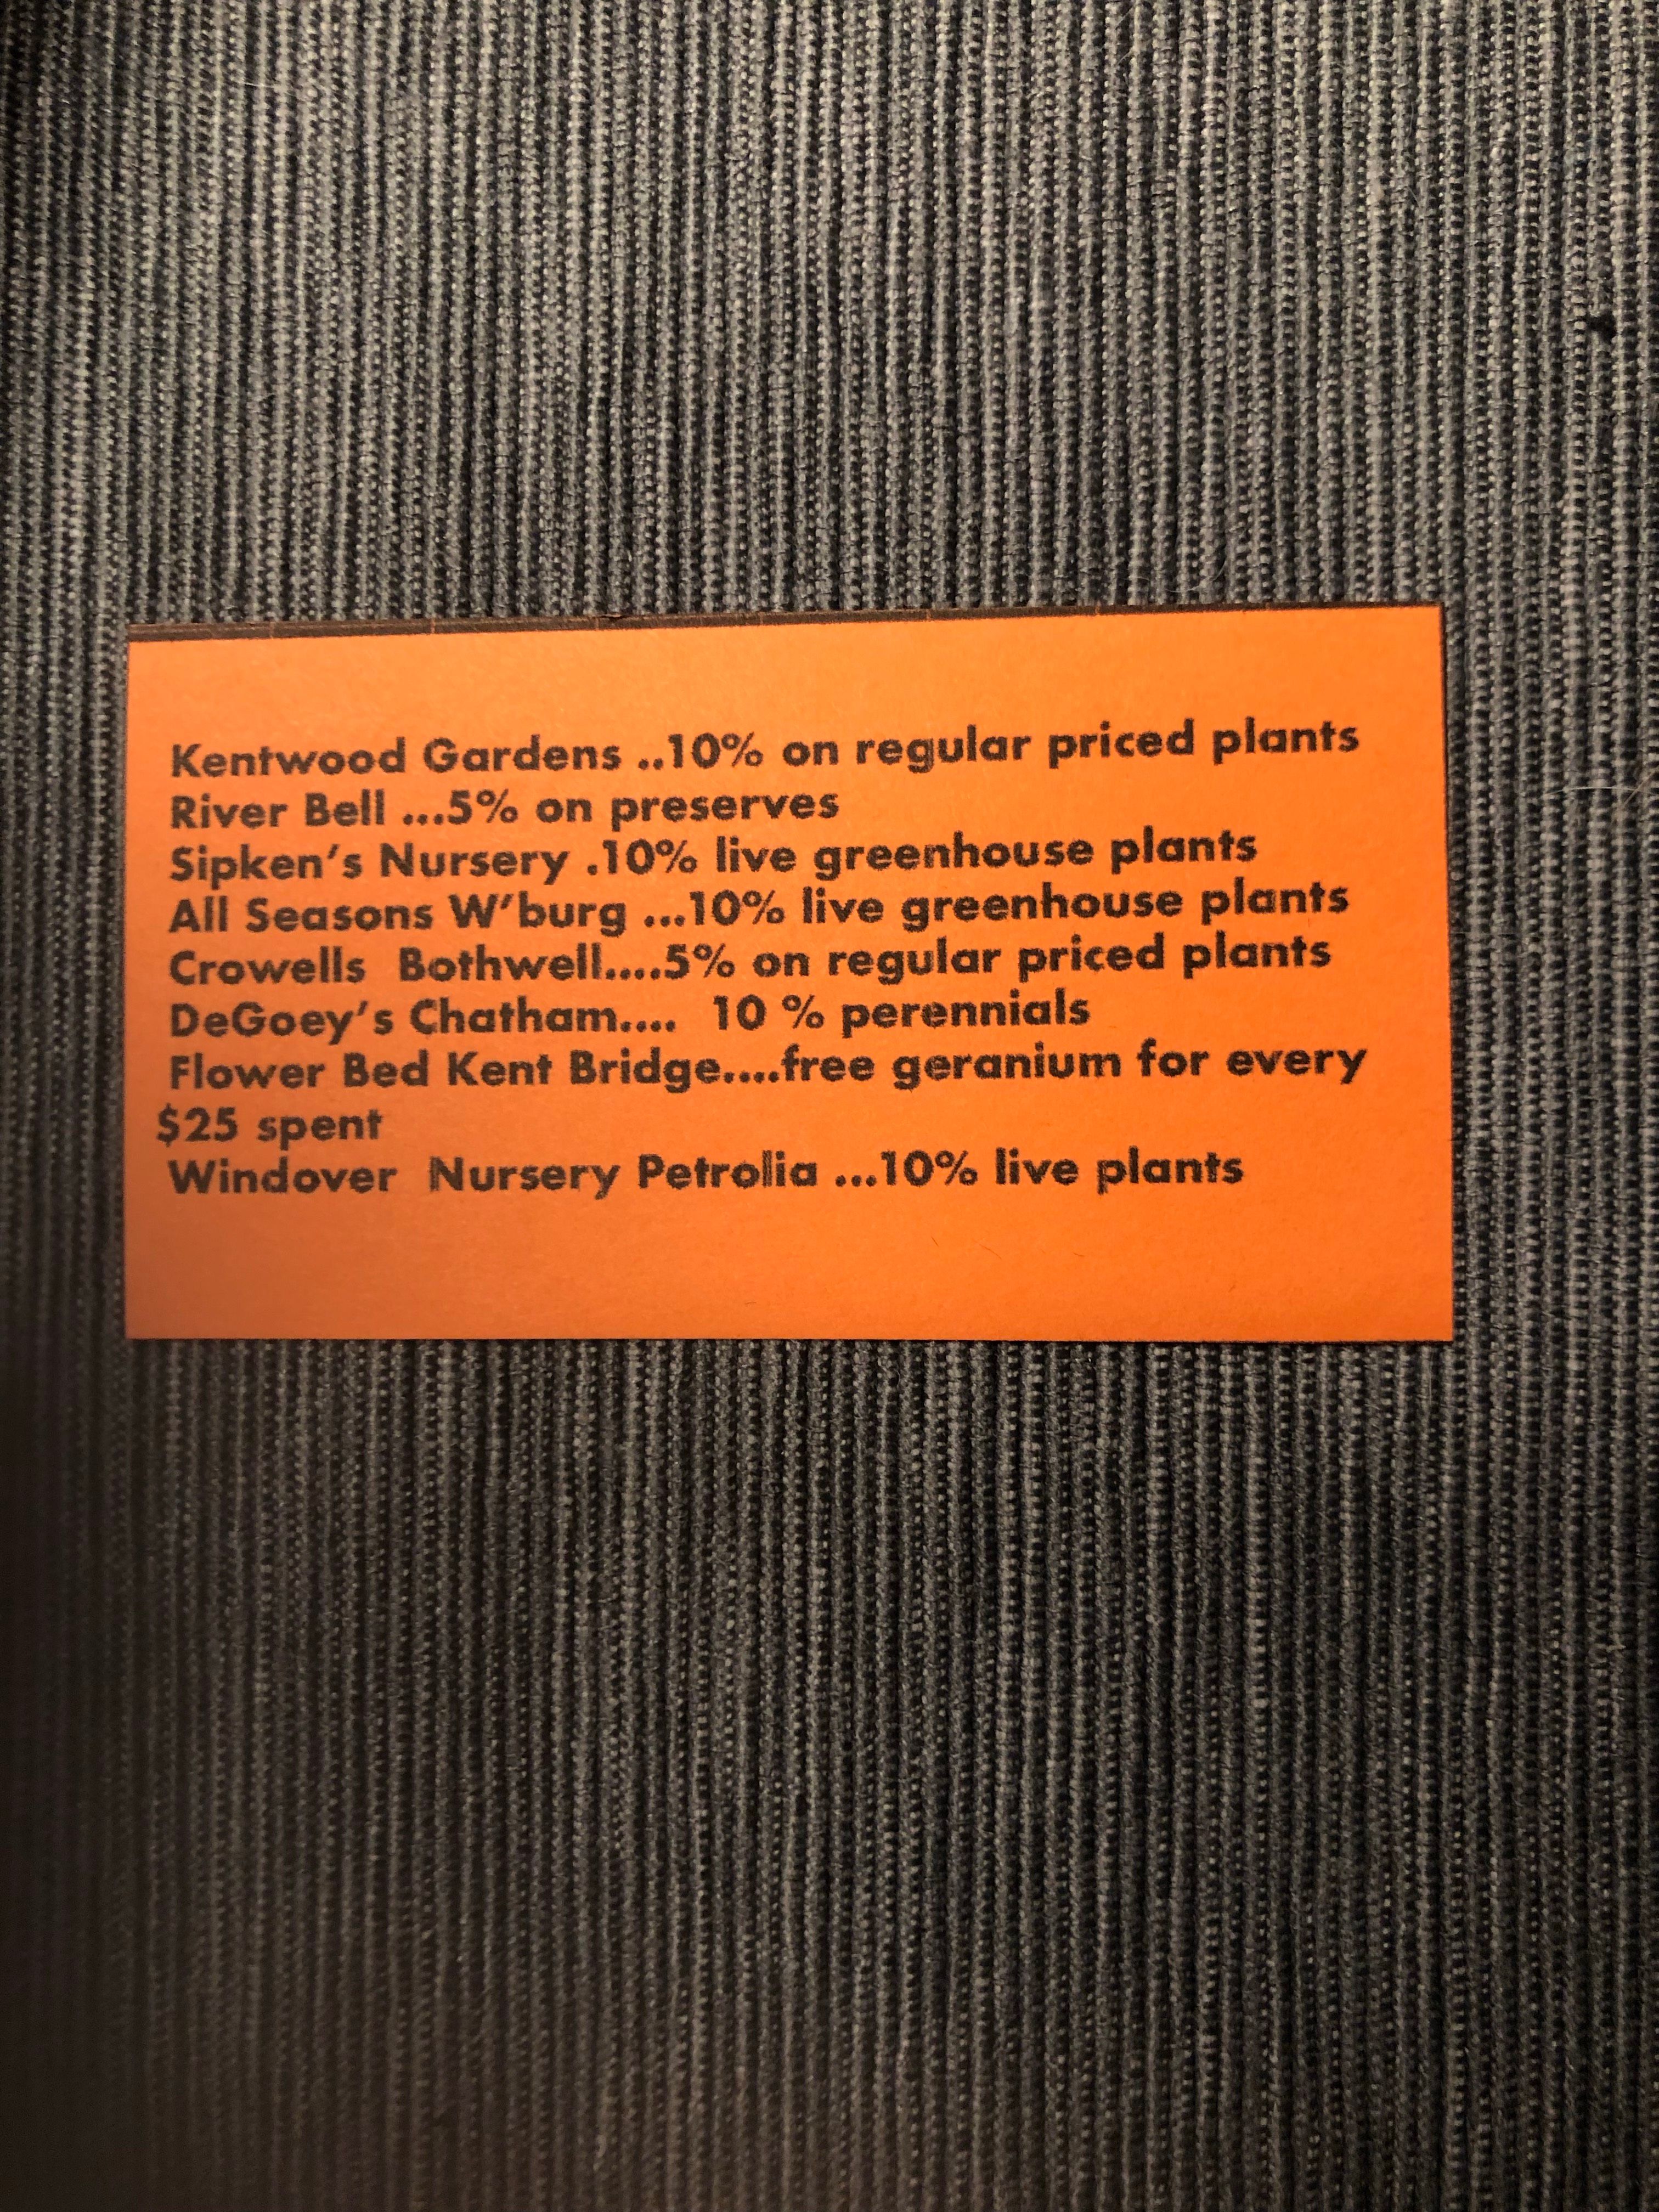 Kentwood Gardens ..10% on regular priced plants
River Bell ...5% on preserves
Sipken's Nursery .10% live greenhouse plants
All Seasons W'burg ...10% live greenhouse plants
Crowells  Bothwell....5% on regular priced plants
DeGoey's Chatham....  10 % perennials
Flower Bed Kent Bridge....free geranium for every
$25 spent
Windover  Nursery Petrolia ...10% live plants